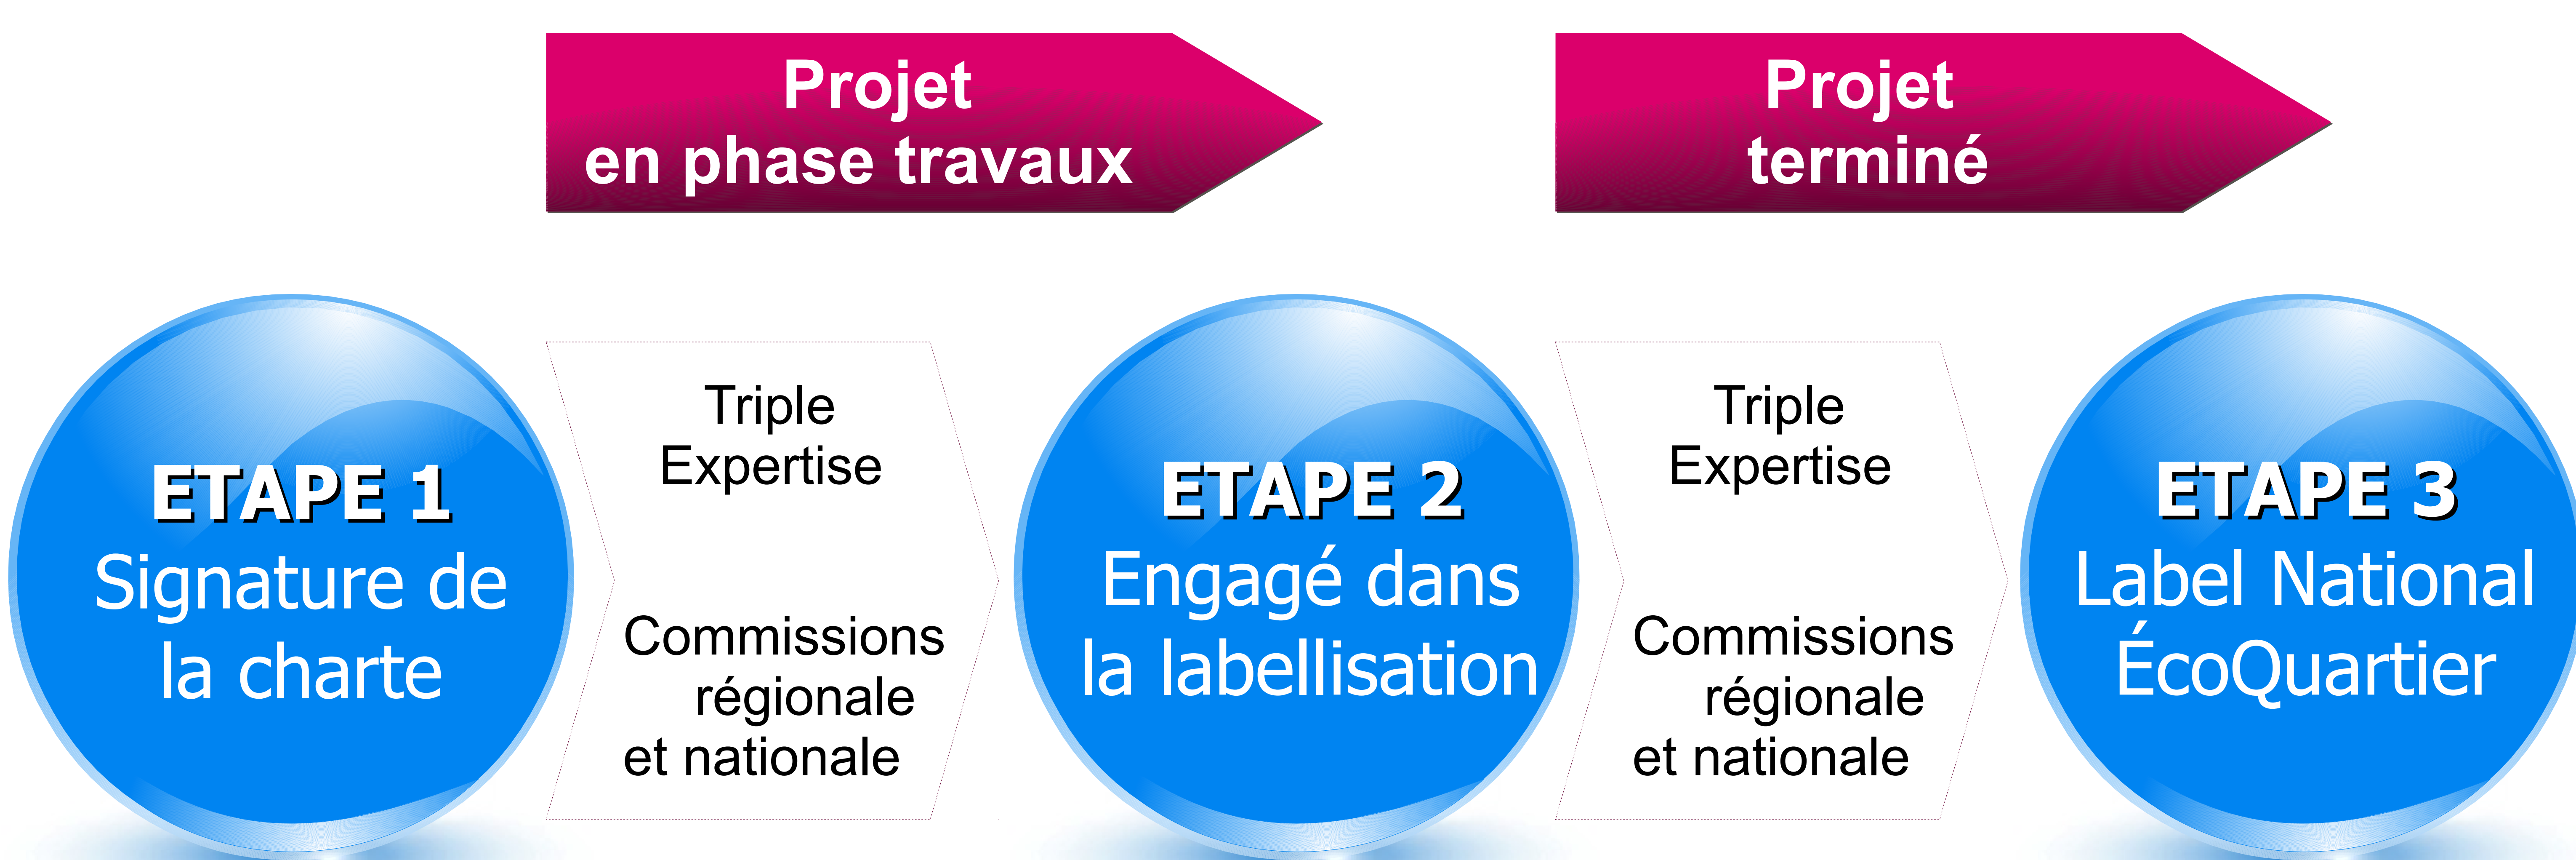 Projet
en phase travaux
Projet
terminé
ETAPE 1
Signature de
la charte
Triple
Expertise
Commissions
régionale
et nationale
ETAPE 2
Engagé dans
la labellisation
Triple
Expertise
Commissions
régionale
et nationale
ETAPE 3
Label National
ÉcoQuartier